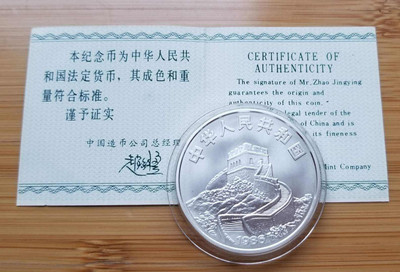 本纪念币为中华人民共
和国法定货币，其成色和重
量符合标准。
谨予证实
中国造币公司总经理
CERTIFICATE OF
AUTHENTICITY
The signature of Mr. Zhao Jingying
guarantees the origin and
authenticity of this coin.
legal tender of the
of China and is
its fineness
Mint Company
中华人民共和国
1986